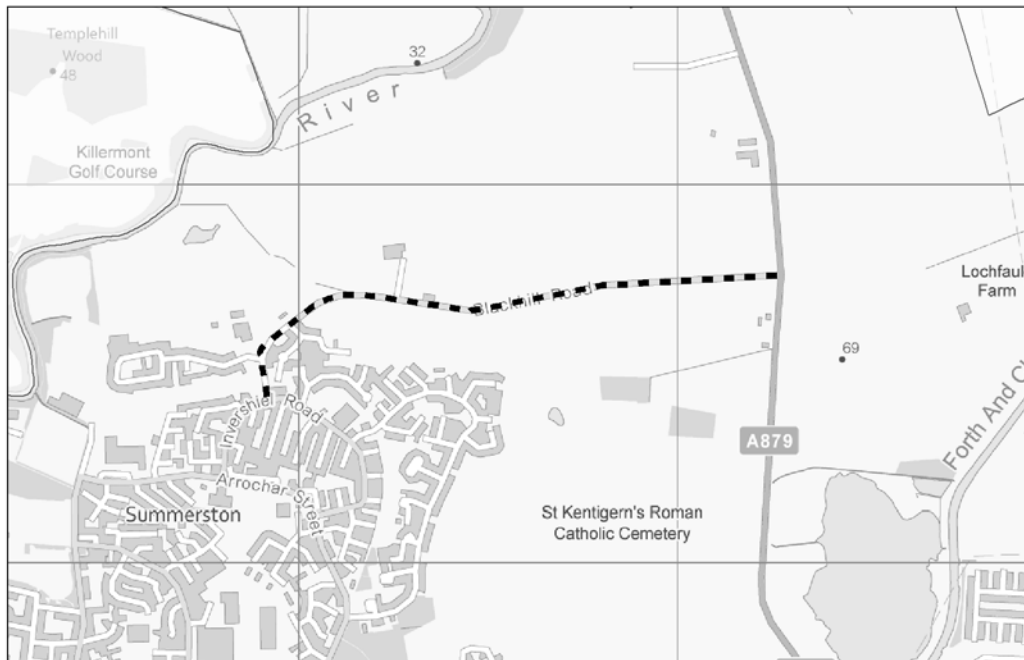 Templehill
Wood
48
32
River
Killermont
Golf Course
Blackhill Road
Lochfauld
Farm
69
Invershiel Road
A879
Forth And Cl
Arrochar Street
Summerston
St Kentigern's Roman
Catholic Cemetery